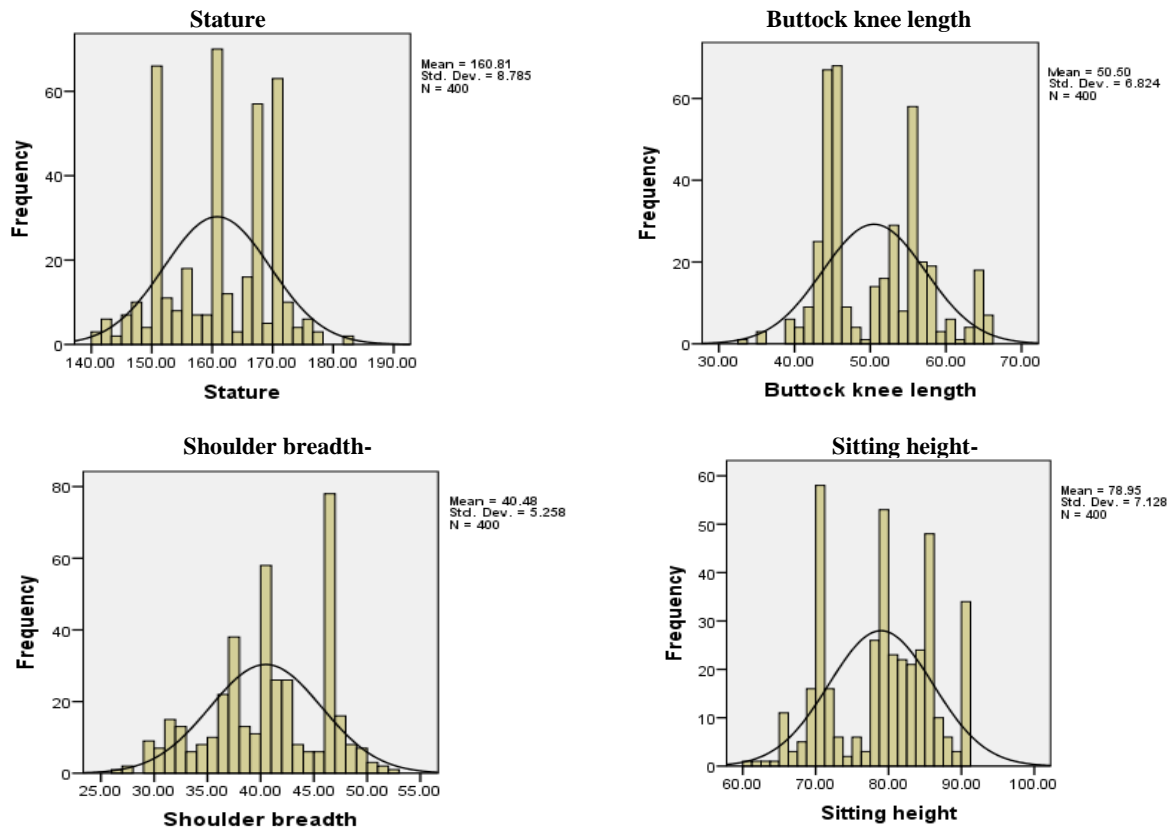 Stature
Mean = 160.81
Std. Dev. = 8.785
N = 400
Frequency
60
40
20
0
140.00 150.00 160.00 170.00 180.00 190.00
Stature
Buttock knee length
Mean = 50.50
Std. Dev. = 6.824
N = 400
Frequency
60
40
20
0
30.00 40.00 50.00 60.00 70.00
Buttock knee length
Shoulder breadth-
Mean = 40.48
Std. Dev. = 5.258
N = 400
Frequency
80
60
40
20
0
25.00 30.00 35.00 40.00 45.00 50.00 55.00
Shoulder breadth
Sitting height-
Mean = 78.95
Std. Dev. = 7.128
N = 400
Frequency
60
50
40
30
20
10
0
60.00 70.00 80.00 90.00 100.00
Sitting height